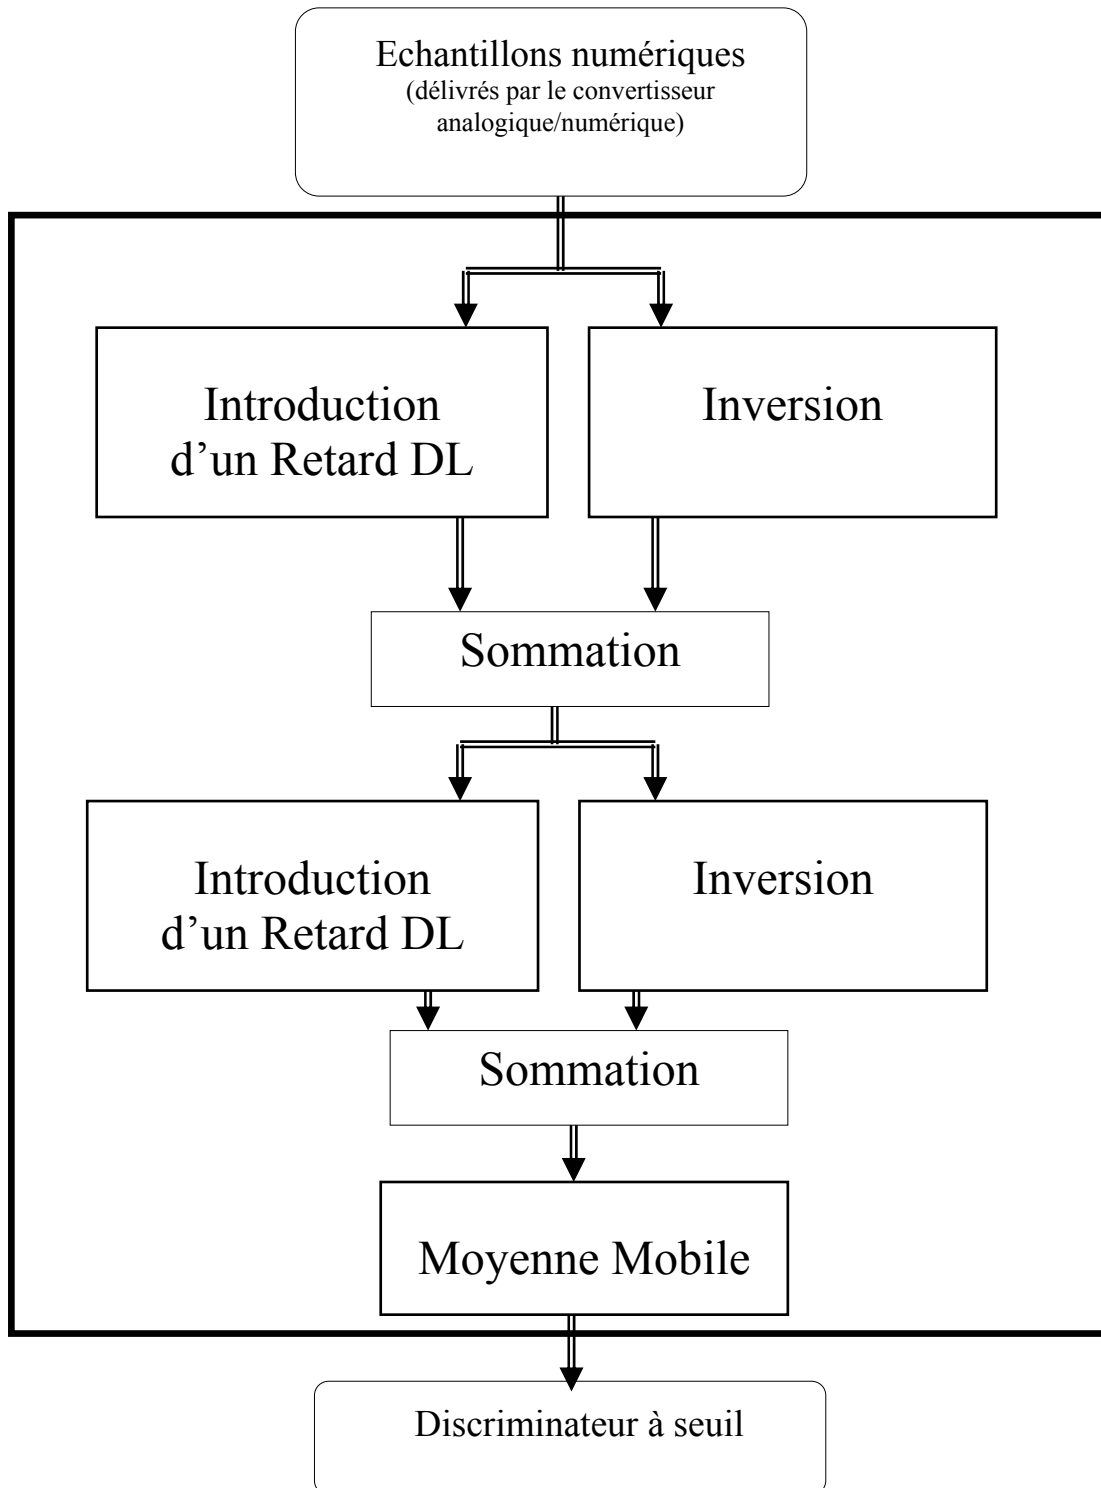 Echantillons numériques
(délivrés par le convertisseur
analogique/numérique)
Introduction
d’un Retard DL
Inversion
Sommation
Introduction
d’un Retard DL
Inversion
Sommation
Moyenne Mobile
Discriminateur à seuil